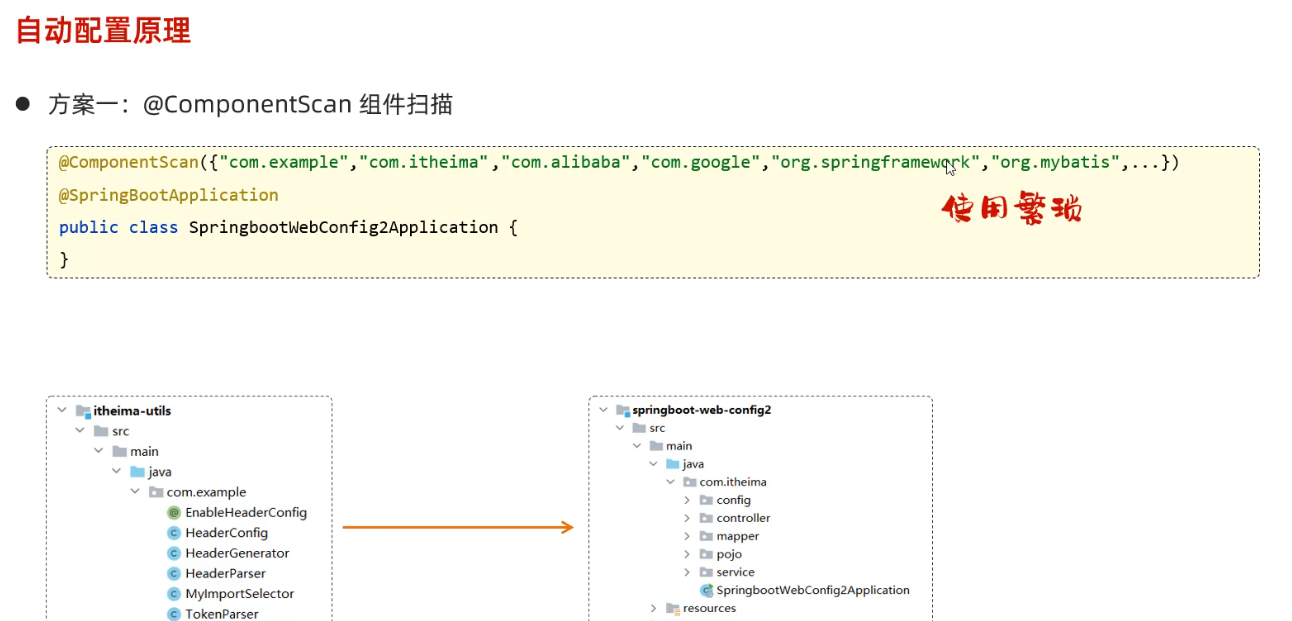 自动配置原理
● 方案一：@ComponentScan 组件扫描
@ComponentScan({"com.example","com.itheima","com.alibaba","com.google","org.springframework","org.mybatis",...})
@SpringBootApplication
使用繁琐
public class SpringbootWebConfig2Application {
}
itheima-utils
src
main
java
com.example
EnableHeaderConfig
HeaderConfig
HeaderGenerator
HeaderParser
MyImportSelector
TokenParser
springboot-web-config2
src
main
java
com.itheima
config
controller
mapper
pojo
service
SpringbootWebConfig2Application
resources